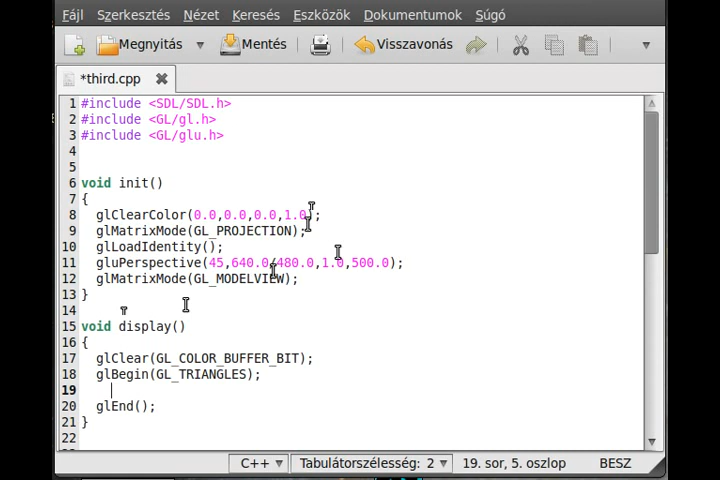 Fájl Szerkesztés Nézet Keresés Eszközök Dokumentumok Súgó
Megnyitás Mentés Visszavonás
*third.cpp
1 #include <SDL/SDL.h>
2 #include <GL/gl.h>
3 #include <GL/glu.h>
4
5
6 void init()
7 {
8 glClearColor(0.0,0.0,0.0,1.0);
9 glMatrixMode(GL_PROJECTION);
10 glLoadIdentity();
11 gluPerspective(45,640.0/480.0,1.0,500.0);
12 glMatrixMode(GL_MODELVIEW);
13 }
14
15 void display()
16 {
17 glClear(GL_COLOR_BUFFER_BIT);
18 glBegin(GL_TRIANGLES);
19
20 glEnd();
21 }
22
C++ Tabulátorszélesség: 2 19. sor, 5. oszlop BESZ